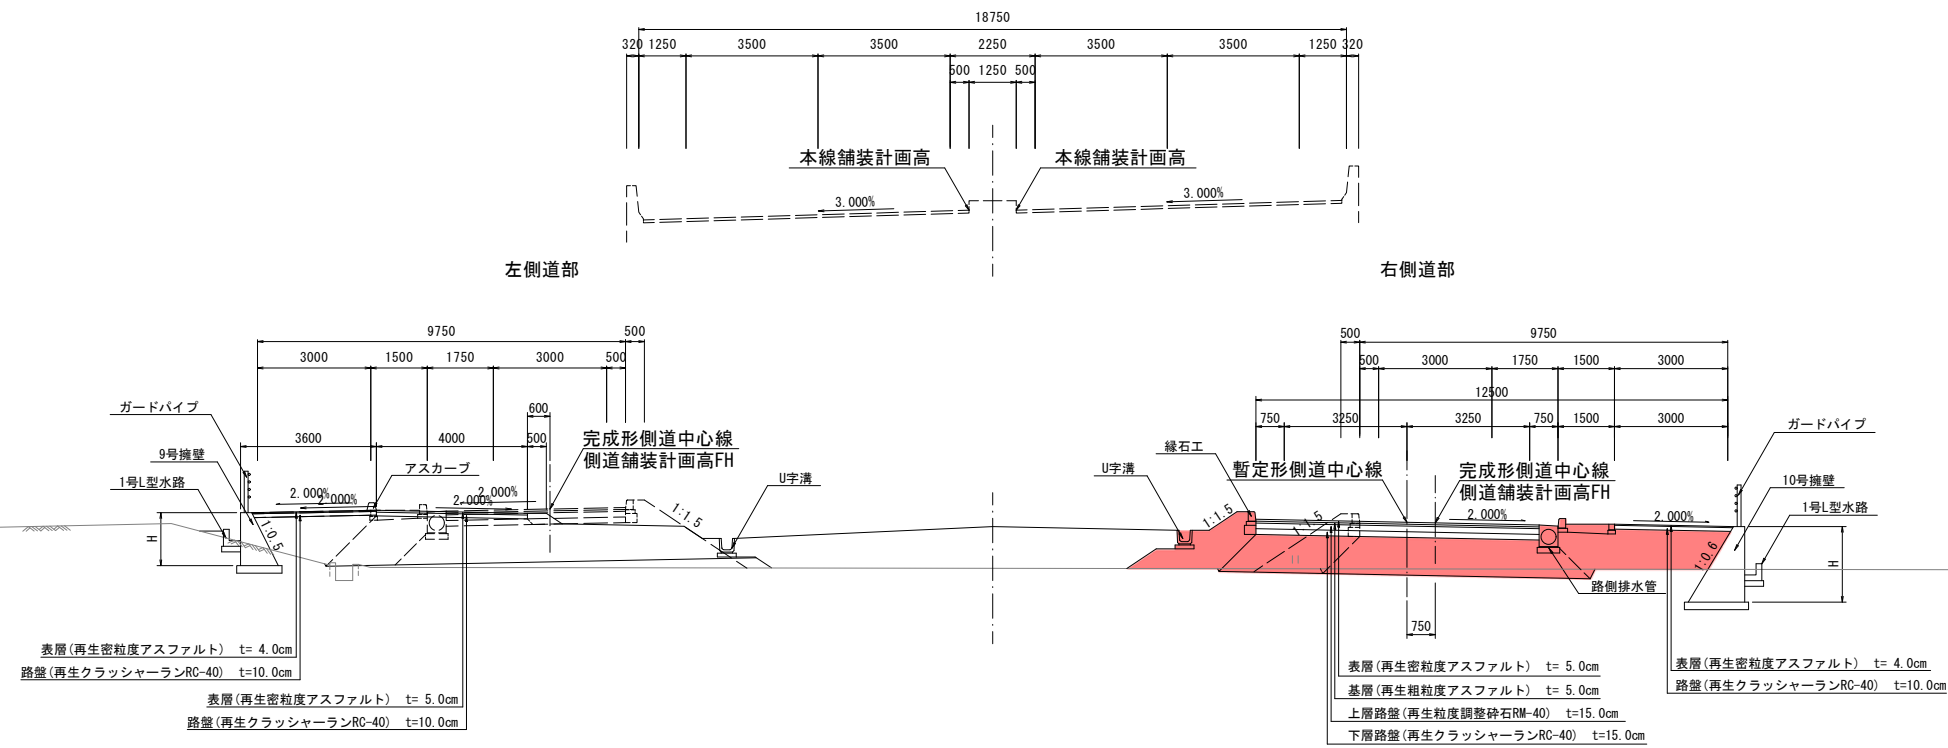 18750
320 1250 3500 3500 2250 3500 3500 1250 320
500 1250 500
本線舗装計画高 本線舗装計画高
3.000% 3.000%
左側道部 右側道部
9750 500
3000 1500 1750 3000 500
600
3600 4000 500
ガードパイプ
9号擁壁
1号L型水路
アスカーブ
完成形側道中心線
側道舗装計画高FH
U字溝
2.000% 2.000% 2.000% 2.000%
1:0.5
1:1.5
H
表層(再生密粒度アスファルト) t= 4.0cm
路盤(再生クラッシャーランRC-40) t=10.0cm
表層(再生密粒度アスファルト) t= 5.0cm
路盤(再生クラッシャーランRC-40) t=10.0cm
500 9750
500 3000 1750 1500 3000
12500
750 3250 3250 750 1500 3000
縁石工
U字溝
暫定形側道中心線
完成形側道中心線
側道舗装計画高FH
ガードパイプ
10号擁壁
1号L型水路
2.000% 2.000%
1:1.5 1:1.5
1:0.6
H
路側排水管
750
表層(再生密粒度アスファルト) t= 5.0cm
基層(再生粗粒度アスファルト) t= 5.0cm
上層路盤(再生粒度調整砕石RM-40) t=15.0cm
下層路盤(再生クラッシャーランRC-40) t=15.0cm
表層(再生密粒度アスファルト) t= 4.0cm
路盤(再生クラッシャーランRC-40) t=10.0cm